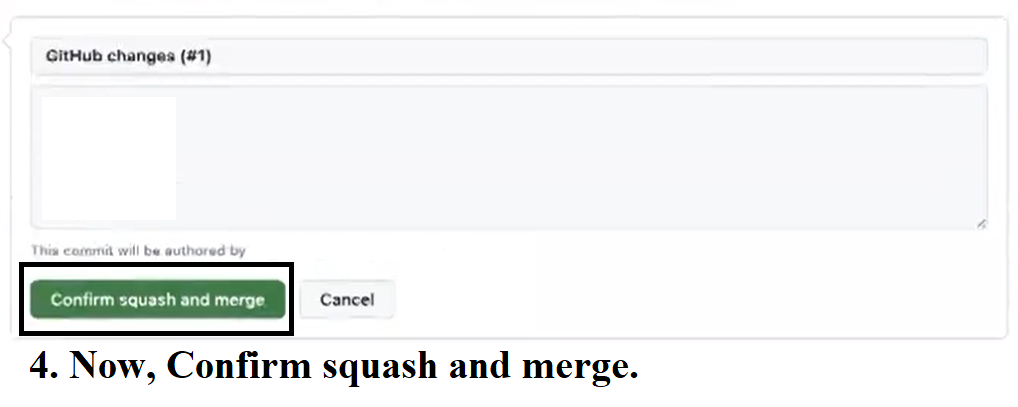 GitHub changes (#1)
This commit will be authored by
Confirm squash and merge
Cancel
4. Now, Confirm squash and merge.